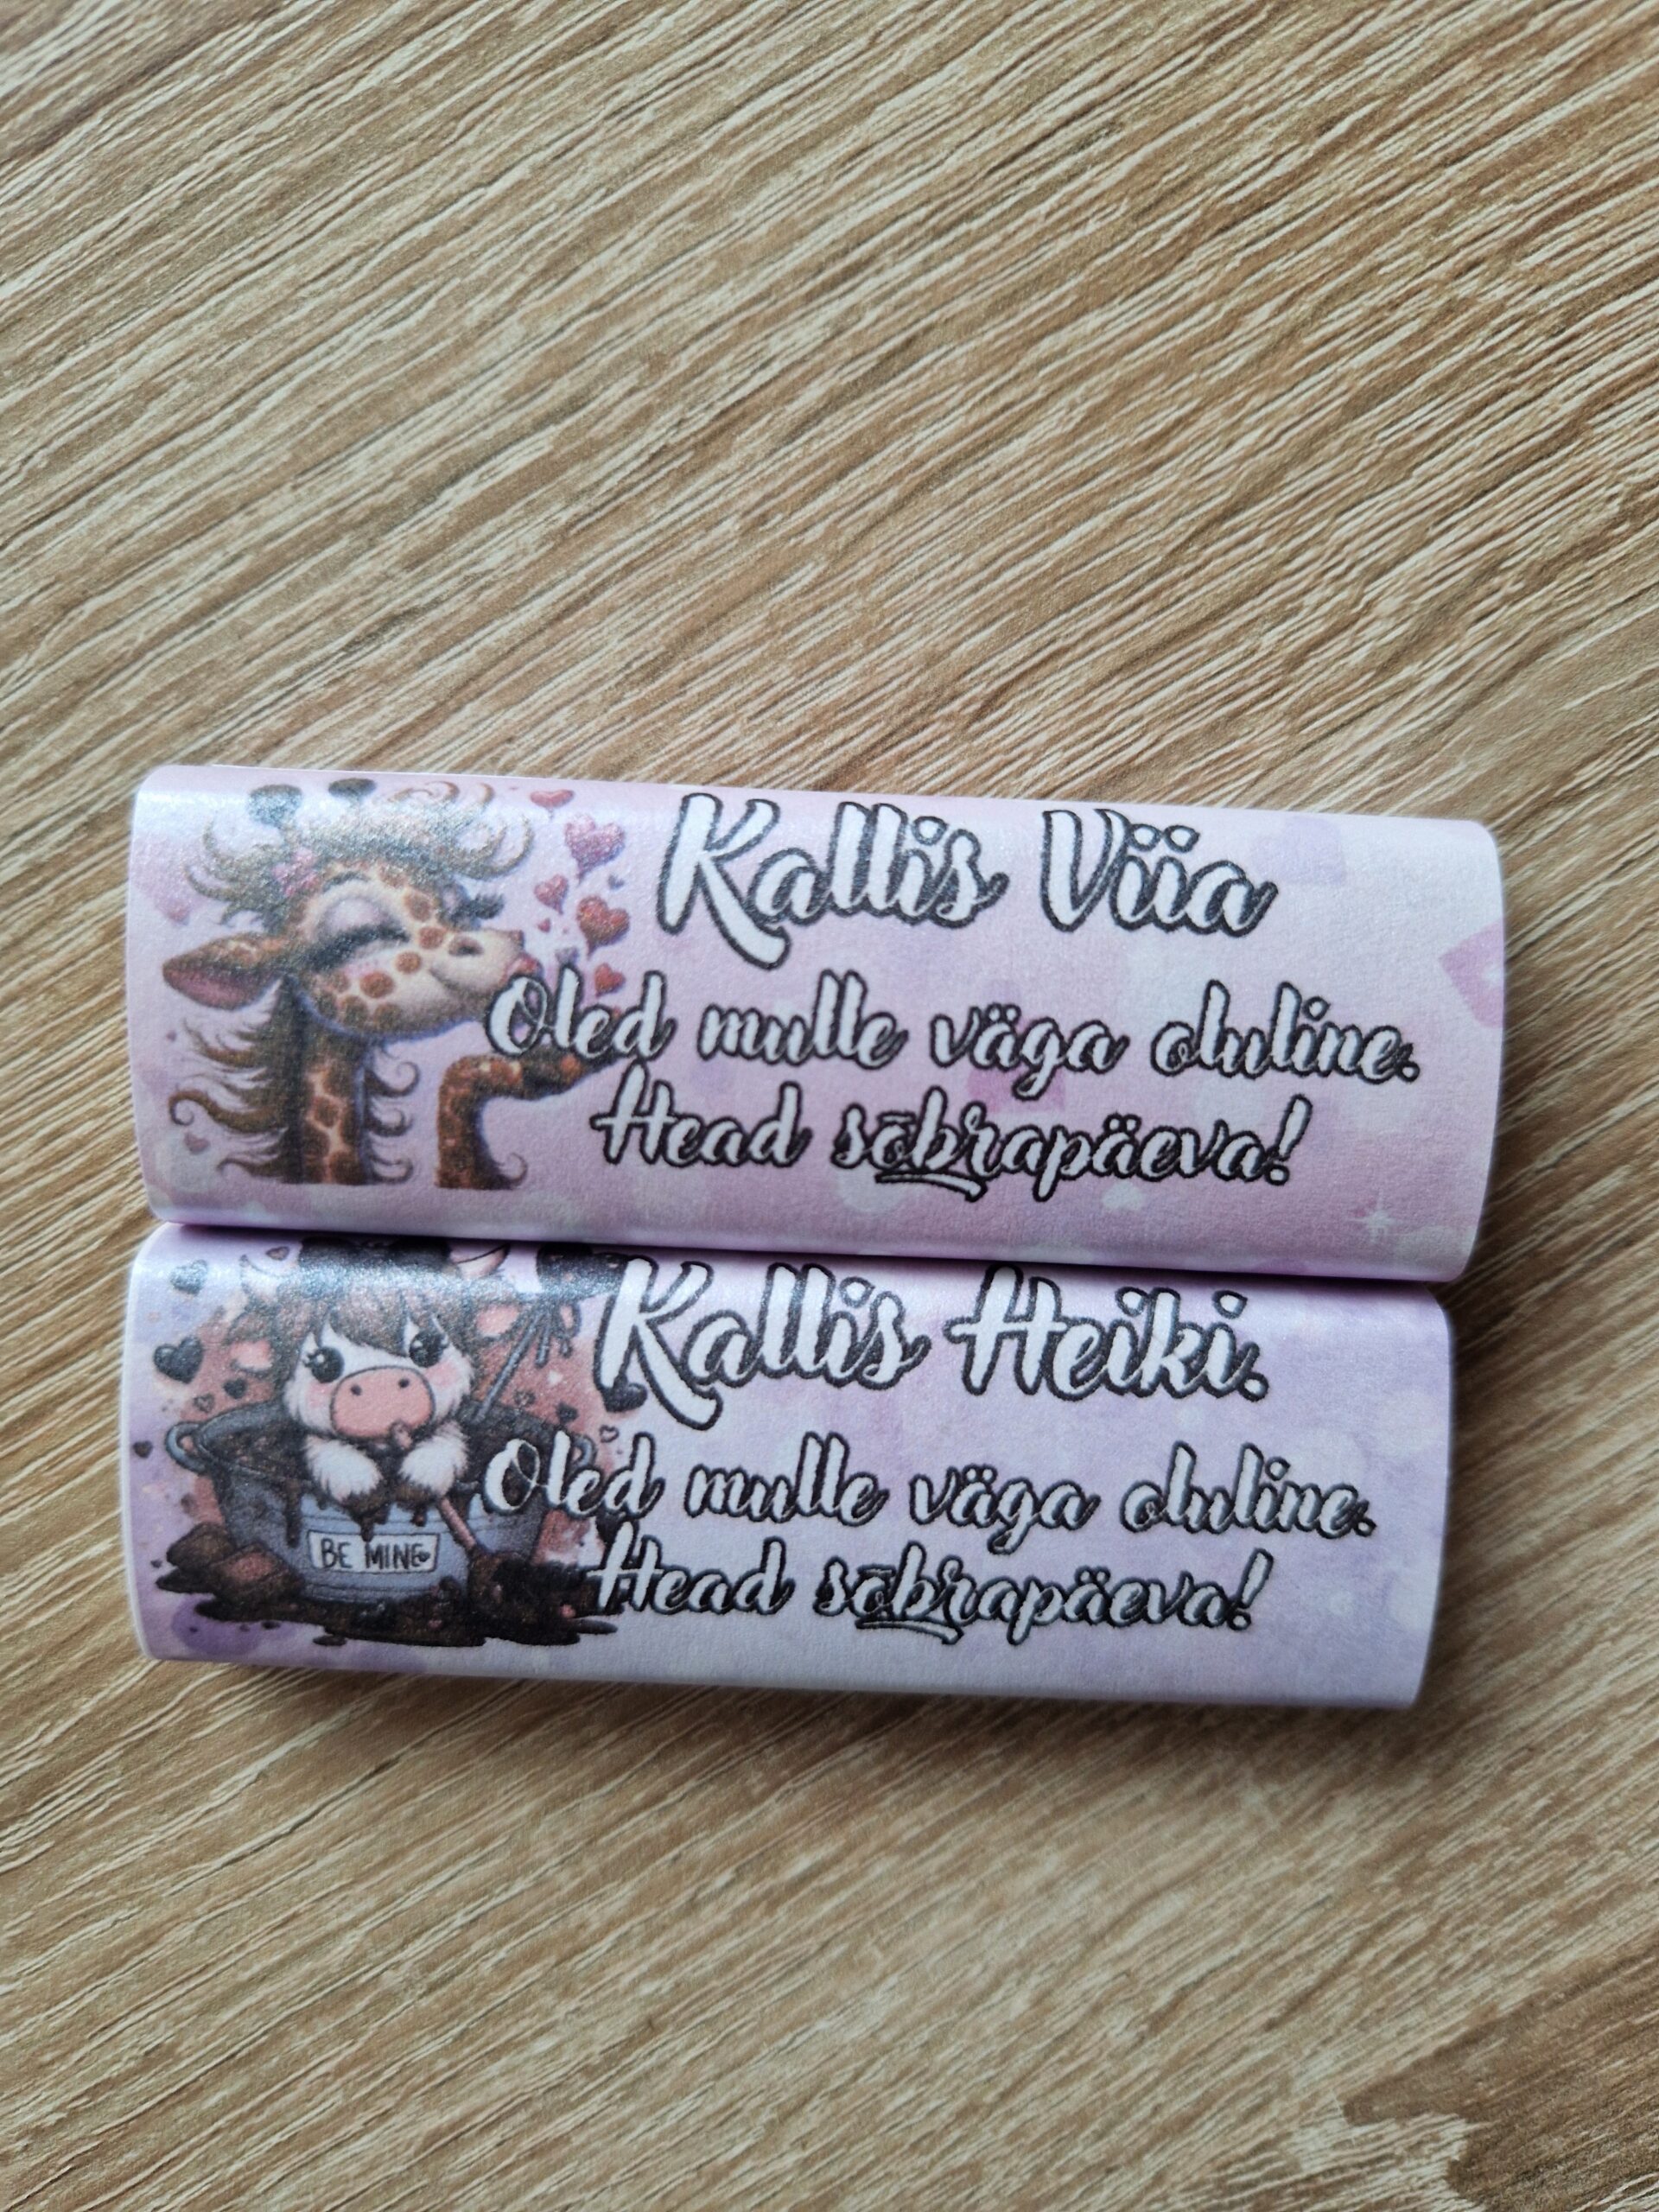 Kallis Viia
Oled mulle väga oluline.
Head sõbrapäeva!
Kallis Heiki.
Oled mulle väga oluline.
Head sõbrapäeva!
BE MINE